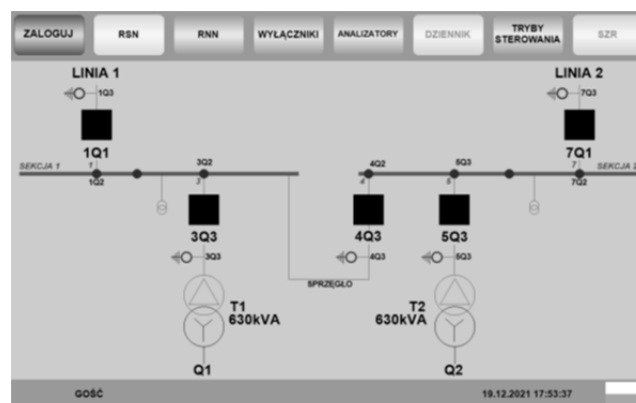 ZALOGUJ
RSN
RNN
WYŁĄCZNIKI
ANALIZATORY
DZIENNIK
TRYBY
STEROWANIA
SZR
LINIA 1
LINIA 2
1Q3
7Q3
1Q1
7Q1
SEKCJA 1
1
3Q2
4Q2
5Q3
7
SEKCJA 2
1Q2
3
4
5
7Q2
3Q3
4Q3
5Q3
3Q3
4Q3
5Q3
SPRZĘGŁO
T1
630kVA
T2
630kVA
Q1
Q2
GOŚĆ
19.12.2021 17:53:37